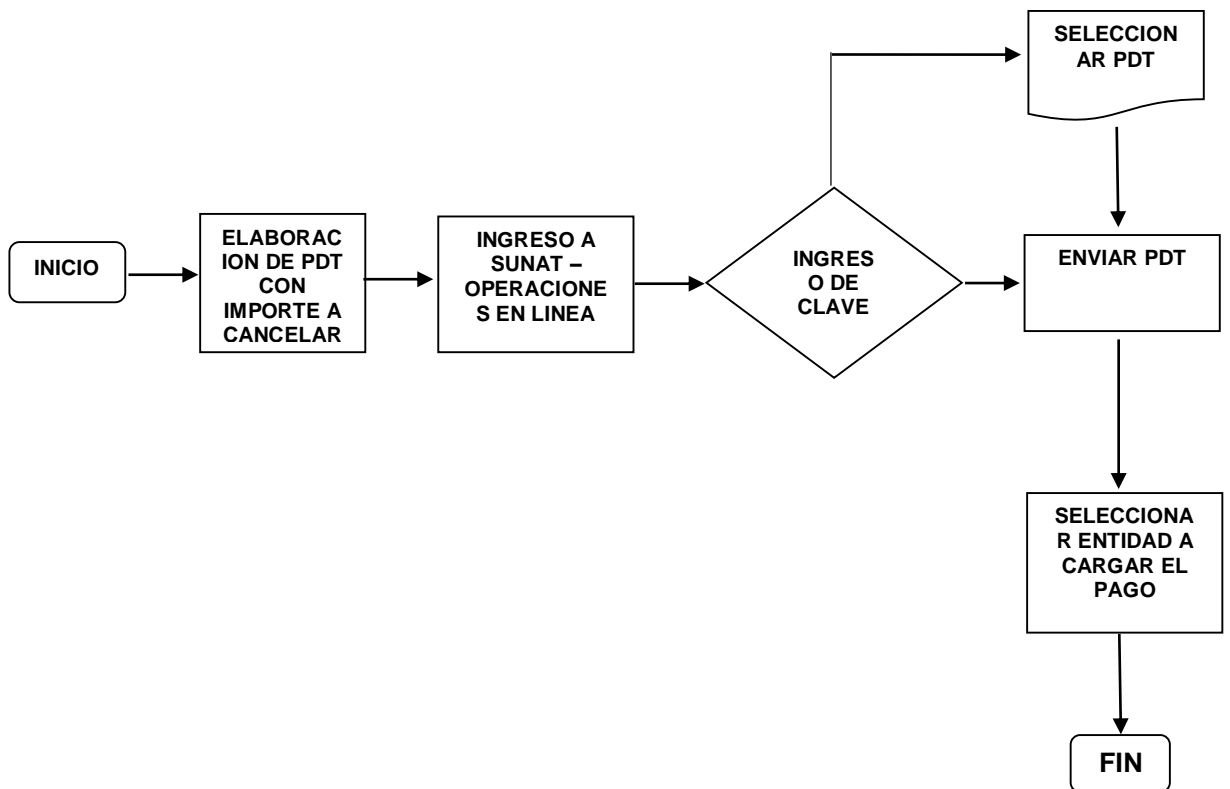 SELECCION
AR PDT
INICIO
ELABORAC
ION DE PDT
CON
IMPORTE A
CANCELAR
INGRESO A
SUNAT –
OPERACIONE
S EN LINEA
INGRES
O DE
CLAVE
ENVIAR PDT
SELECCIONA
R ENTIDAD A
CARGAR EL
PAGO
FIN